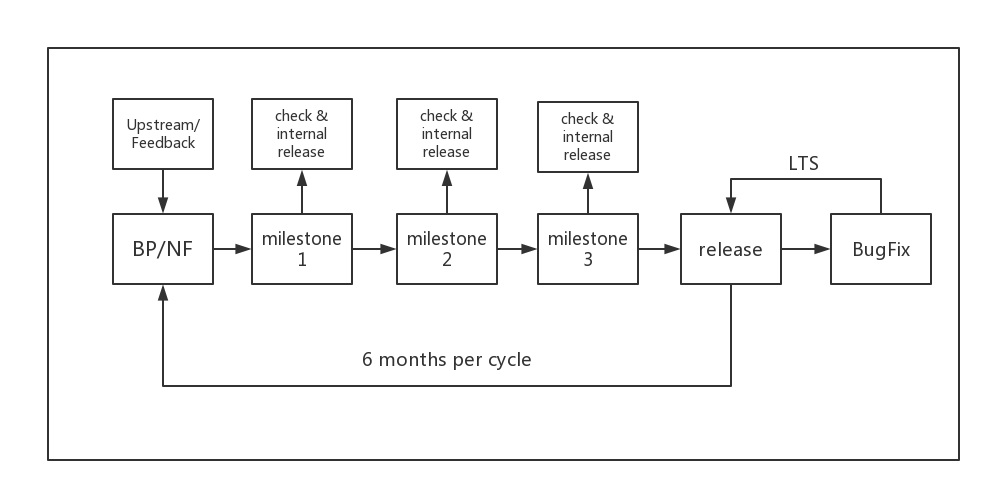 Upstream/
Feedback
check &
internal
release
check &
internal
release
check &
internal
release
LTS
BP/NF
milestone
1
milestone
2
milestone
3
release
BugFix
6 months per cycle